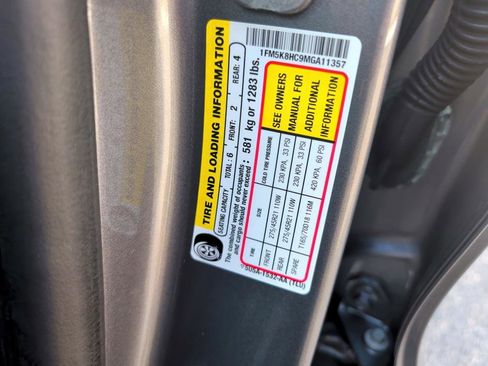 1FM5K8HC9MGA11357
TIRE AND LOADING INFORMATION
SEATING CAPACITY TOTAL: 6 FRONT: 2 REAR: 4
The combined weight of occupants and cargo should never exceed: 581 kg or 1283 lbs.
TIRE SIZE COLD TIRE PRESSURE
FRONT 275/45R21 110W 230 KPA, 33 PSI
REAR 275/45R21 110W 230 KPA, 33 PSI
SPARE T165/70D18 116M 420 KPA, 60 PSI
SEE OWNERS
MANUAL FOR
ADDITIONAL
INFORMATION
-1532-AA (TLU)